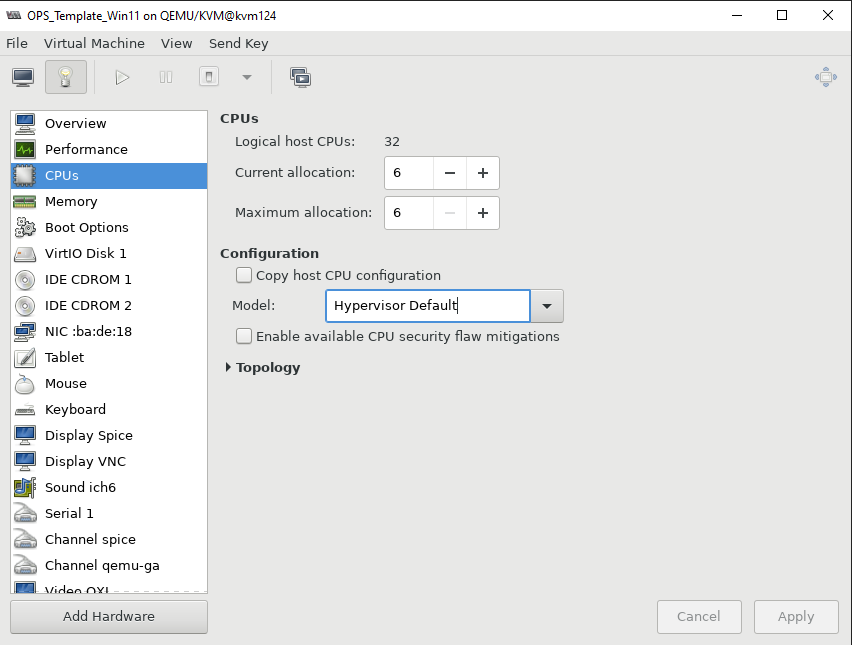 OPS_Template_Win11 on QEMU/KVM@kvm124
File Virtual Machine View Send Key
Overview
Performance
CPUs
Memory
Boot Options
VirtIO Disk 1
IDE CDROM 1
IDE CDROM 2
NIC :ba:de:18
Tablet
Mouse
Keyboard
Display Spice
Display VNC
Sound ich6
Serial 1
Channel spice
Channel qemu-ga
Video QXL
Add Hardware
CPUs
Logical host CPUs: 32
Current allocation: 6
Maximum allocation: 6
Configuration
Copy host CPU configuration
Model: Hypervisor Default
Enable available CPU security flaw mitigations
Topology
Cancel Apply